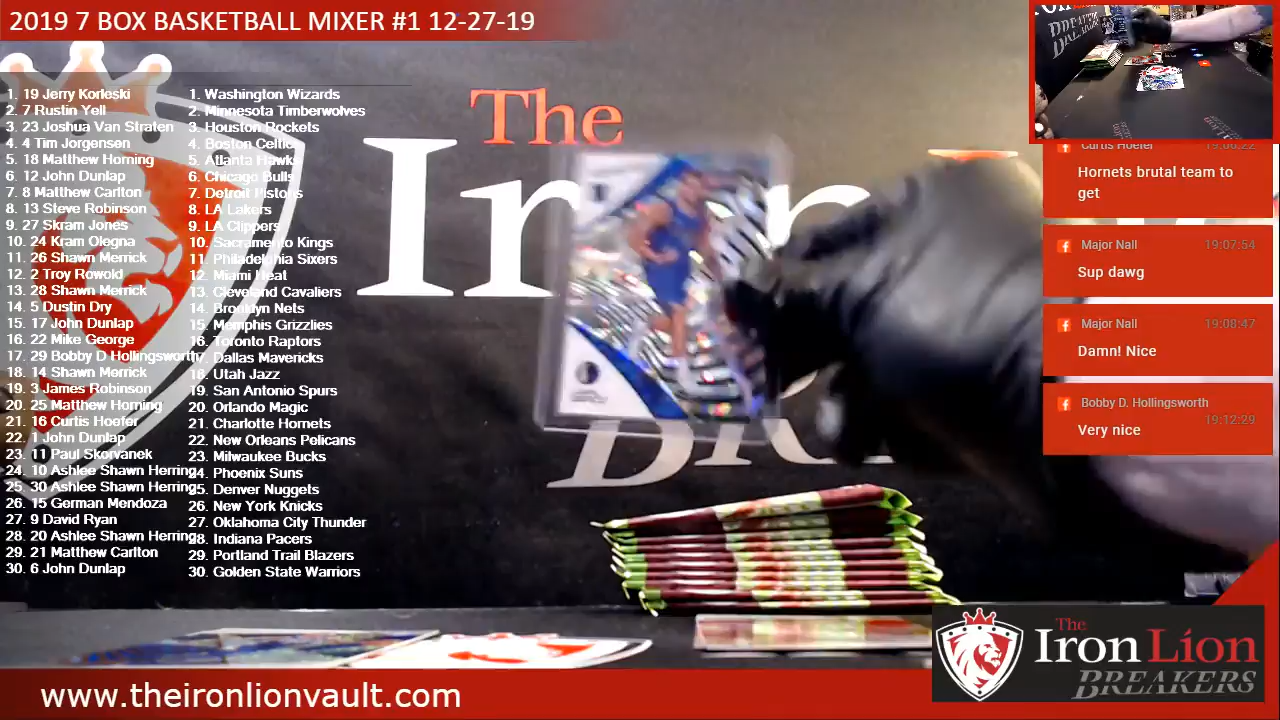 2019 7 BOX BASKETBALL MIXER #1 12-27-19
1. 19 Jerry Korleski
2. 7 Rustin Yell
3. 23 Joshua Van Straten
4. 4 Tim Jorgensen
5. 18 Matthew Horning
6. 12 John Dunlap
7. 8 Matthew Carlton
8. 13 Steve Robinson
9. 27 Skram Jones
10. 24 Kram Olegna
11. 26 Shawn Merrick
12. 2 Troy Rowold
13. 28 Shawn Merrick
14. 5 Dustin Dry
15. 17 John Dunlap
16. 22 Mike George
17. 29 Bobby D Hollingsworth
18. 14 Shawn Merrick
19. 3 James Robinson
20. 25 Matthew Horning
21. 16 Curtis Hoefer
22. 1 John Dunlap
23. 11 Paul Skorvanek
24. 10 Ashlee Shawn Herring
25. 30 Ashlee Shawn Herring
26. 15 German Mendoza
27. 9 David Ryan
28. 20 Ashlee Shawn Herring
29. 21 Matthew Carlton
30. 6 John Dunlap
1. Washington Wizards
2. Minnesota Timberwolves
3. Houston Rockets
4. Boston Celtics
5. Atlanta Hawks
6. Chicago Bulls
7. Detroit Pistons
8. LA Lakers
9. LA Clippers
10. Sacramento Kings
11. Philadelphia Sixers
12. Miami Heat
13. Cleveland Cavaliers
14. Brooklyn Nets
15. Memphis Grizzlies
16. Toronto Raptors
17. Dallas Mavericks
18. Utah Jazz
19. San Antonio Spurs
20. Orlando Magic
21. Charlotte Hornets
22. New Orleans Pelicans
23. Milwaukee Bucks
24. Phoenix Suns
25. Denver Nuggets
26. New York Knicks
27. Oklahoma City Thunder
28. Indiana Pacers
29. Portland Trail Blazers
30. Golden State Warriors
The
Curtis Hoefer 19:06:22
Hornets brutal team to
get
Major Nall 19:07:54
Sup dawg
Major Nall 19:08:47
Damn! Nice
Bobby D. Hollingsworth
19:12:29
Very nice
The
Iron Lion
BREAKERS
www.theironlionvault.com